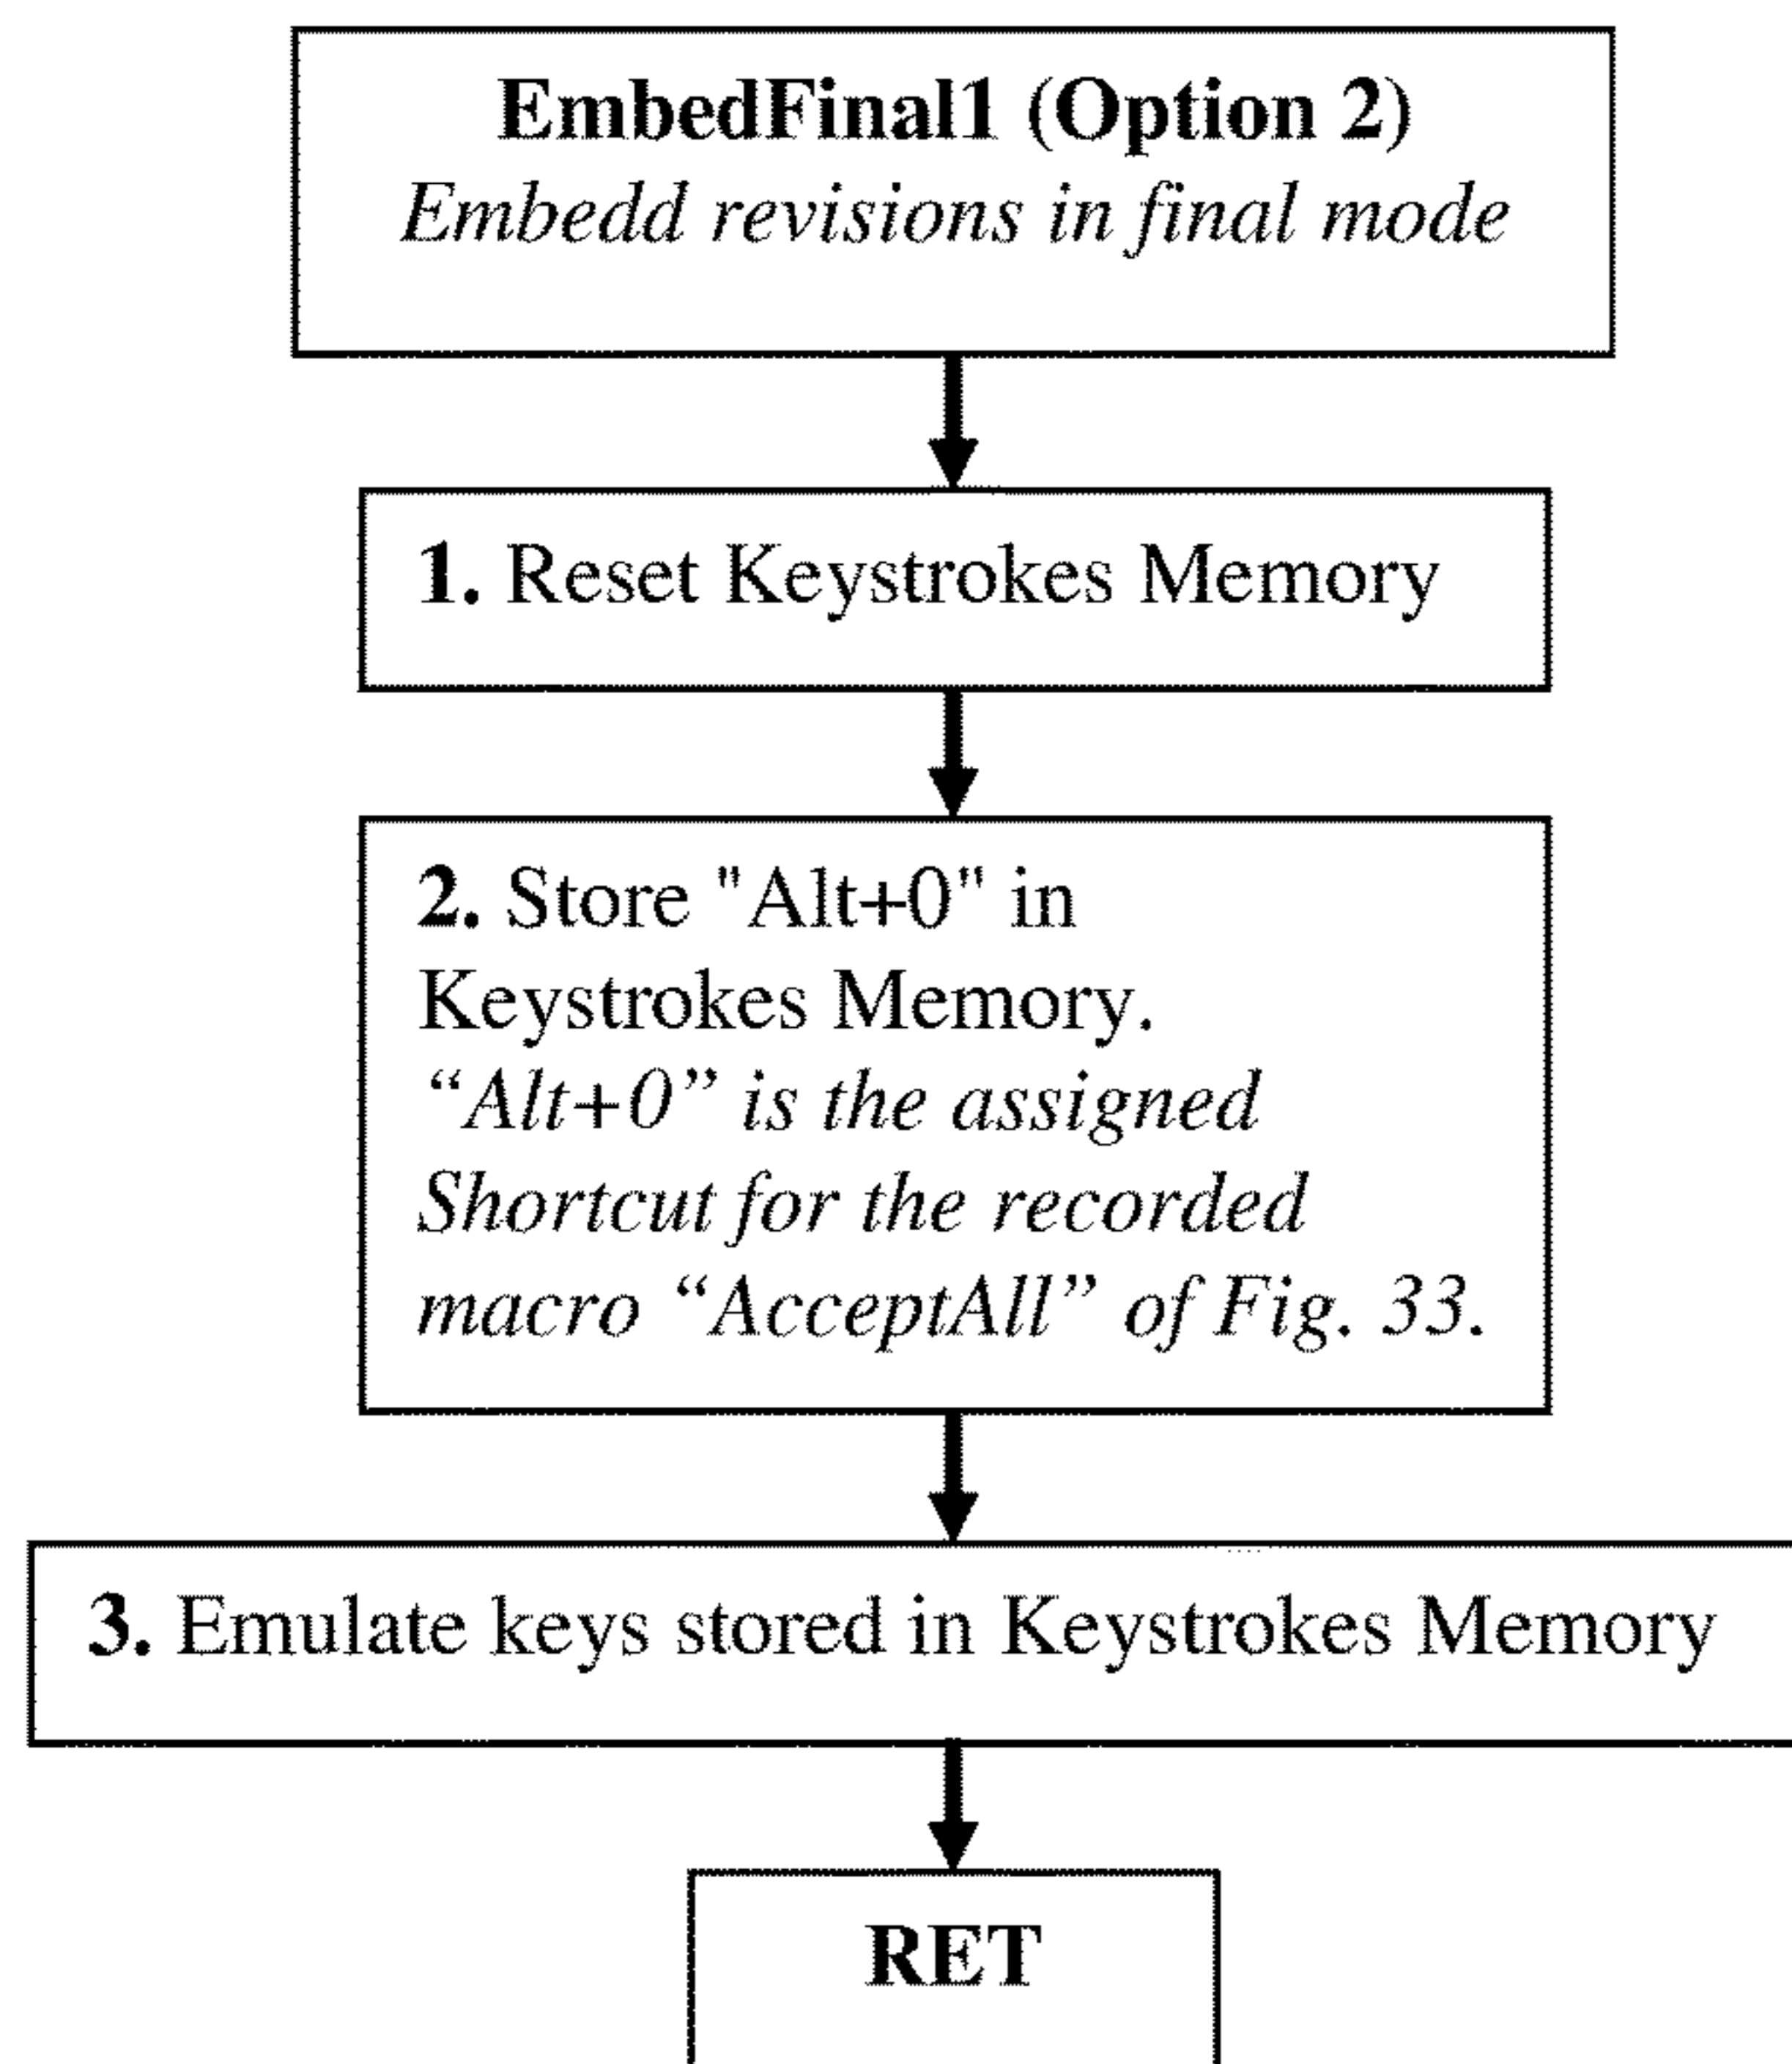 EmbedFinal1 (Option 2)
Embedd revisions in final mode
1. Reset Keystrokes Memory
2. Store "Alt+0" in
Keystrokes Memory.
“Alt+0” is the assigned
Shortcut for the recorded
macro “AcceptAll” of Fig. 33.
3. Emulate keys stored in Keystrokes Memory
RET